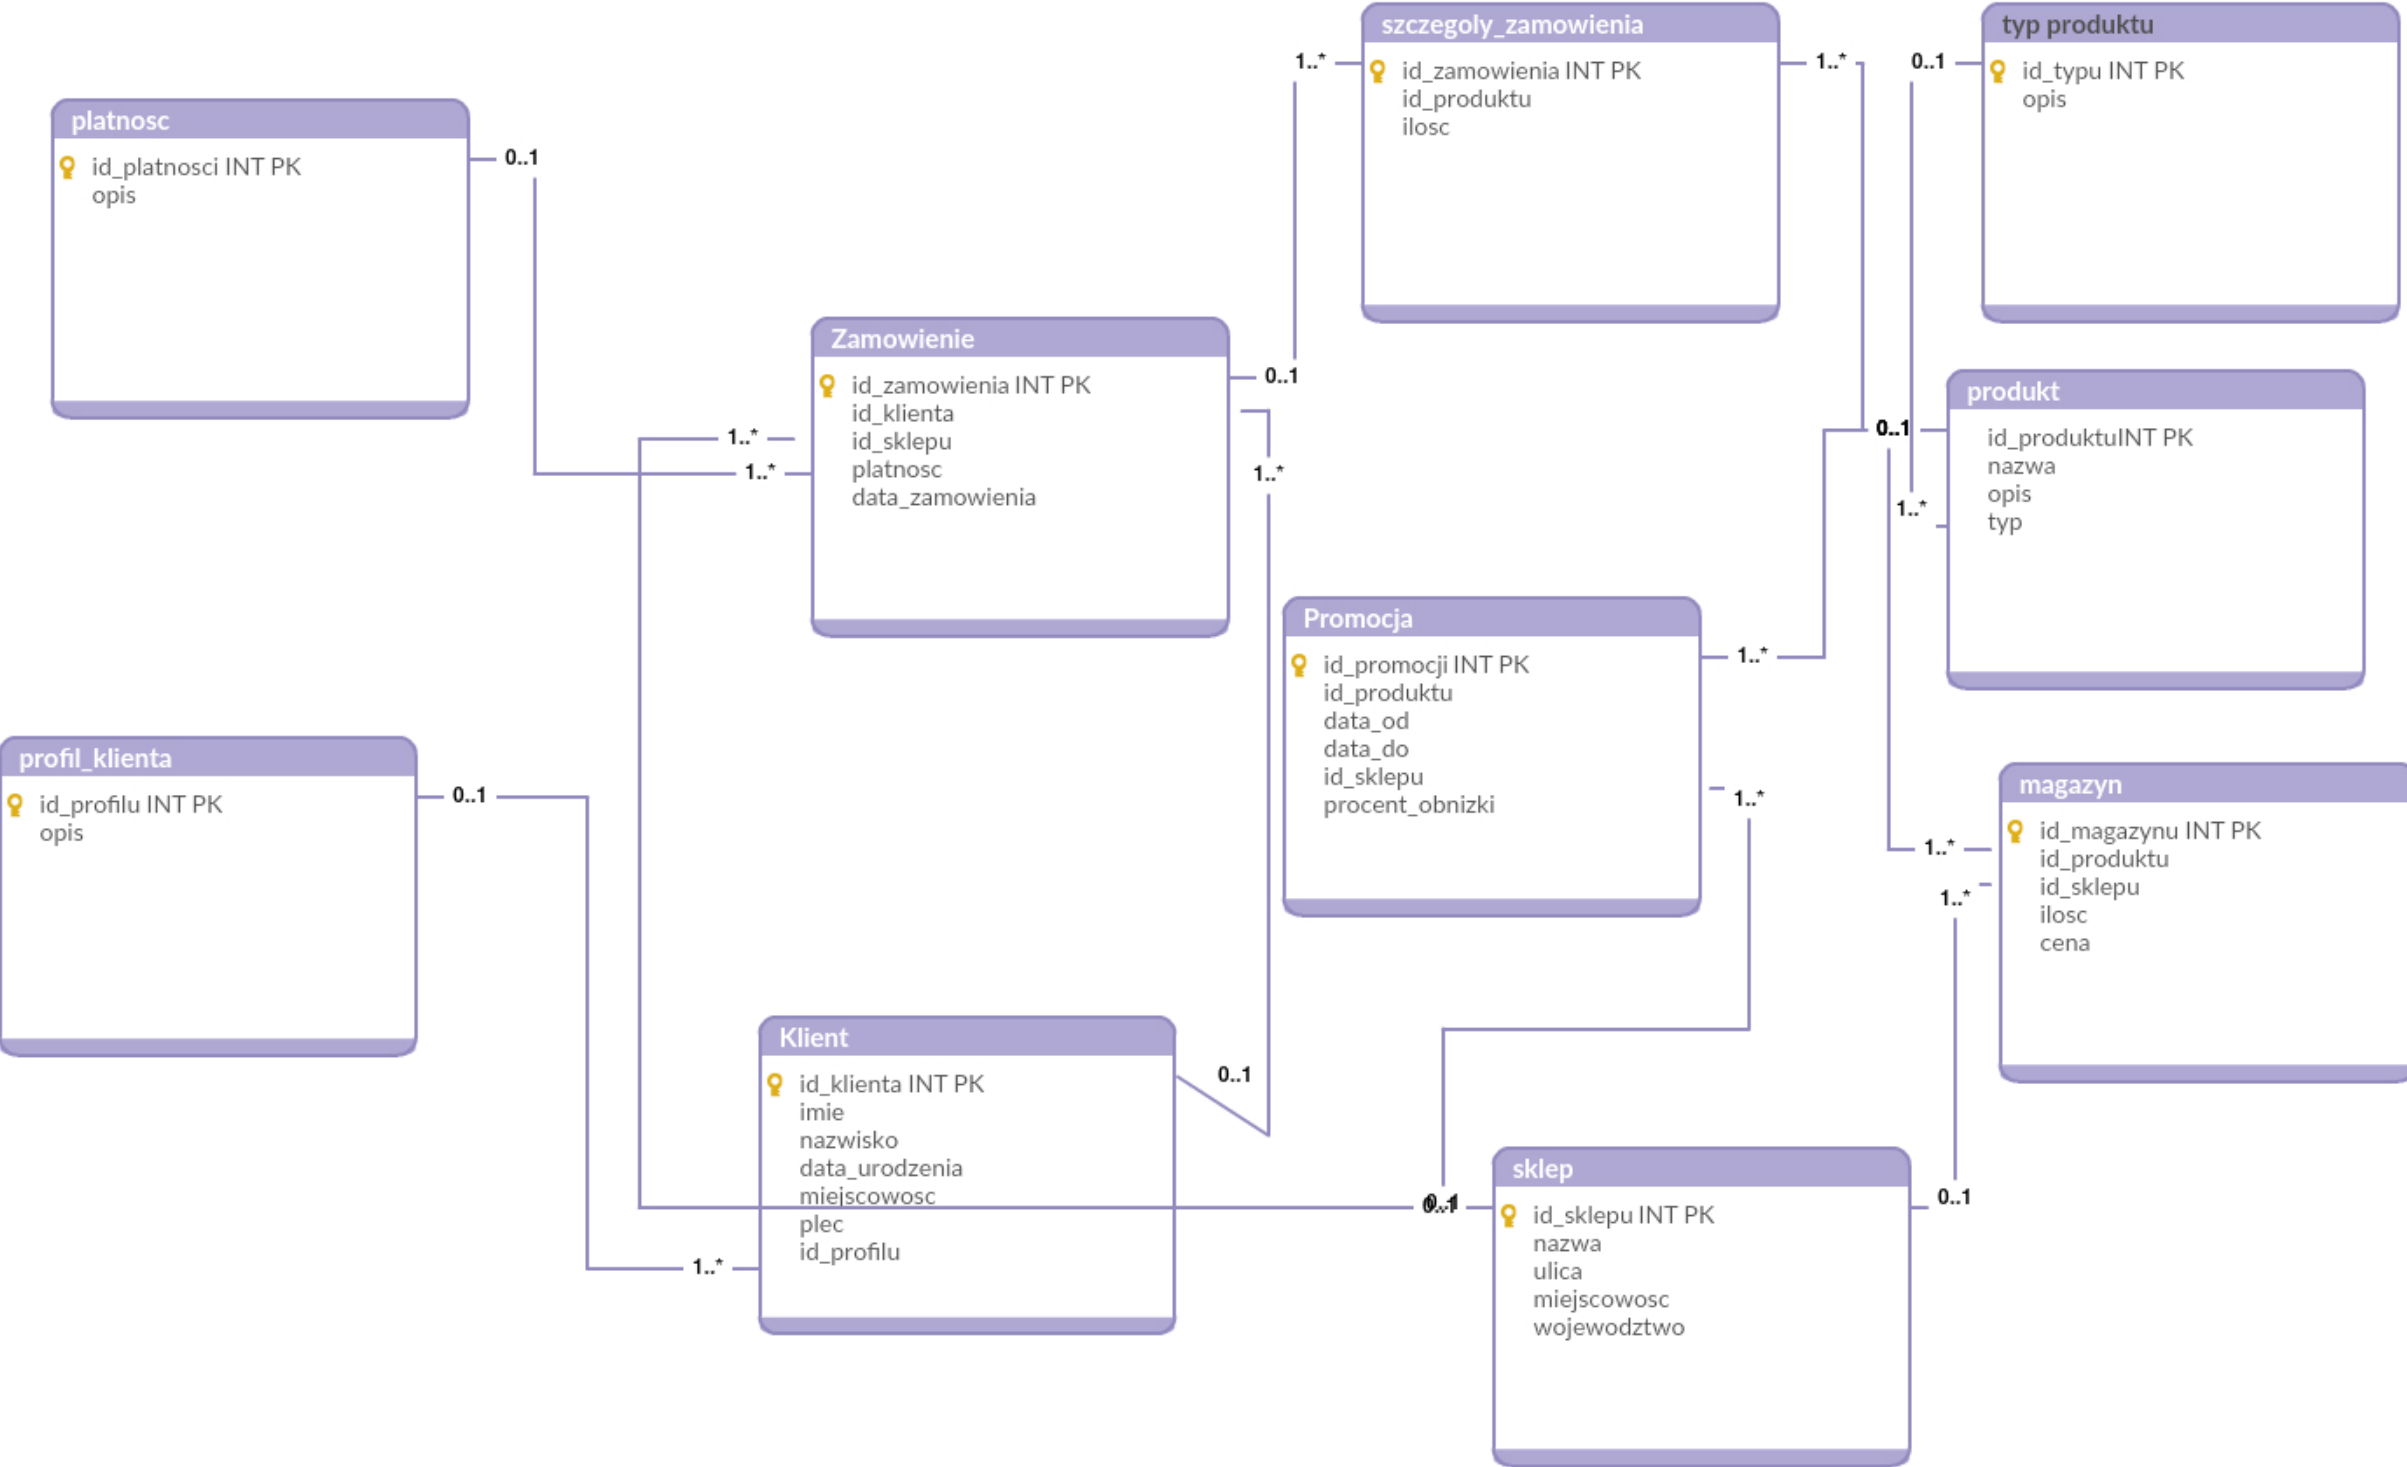 szczegoly_zamowienia
id_zamowienia INT PK
id_produktu
ilosc
typ produktu
id_typu INT PK
opis
1..*
1..*
0..1
platnosc
id_platnosci INT PK
opis
0..1
Zamowienie
id_zamowienia INT PK
id_klienta
id_sklepu
platnosc
data_zamowienia
0..1
1..*
1..*
1..*
produkt
id_produktuINT PK
nazwa
opis
typ
0..1
1..*
Promocja
id_promocji INT PK
id_produktu
data_od
data_do
id_sklepu
procent_obnizki
1..*
1..*
profil_klienta
id_profilu INT PK
opis
0..1
magazyn
id_magazynu INT PK
id_produktu
id_sklepu
ilosc
cena
1..*
1..*
Klient
id_klienta INT PK
imie
nazwisko
data_urodzenia
miejscowosc
plec
id_profilu
0..1
1..*
sklep
id_sklepu INT PK
nazwa
ulica
miejscowosc
wojewodztwo
0..1